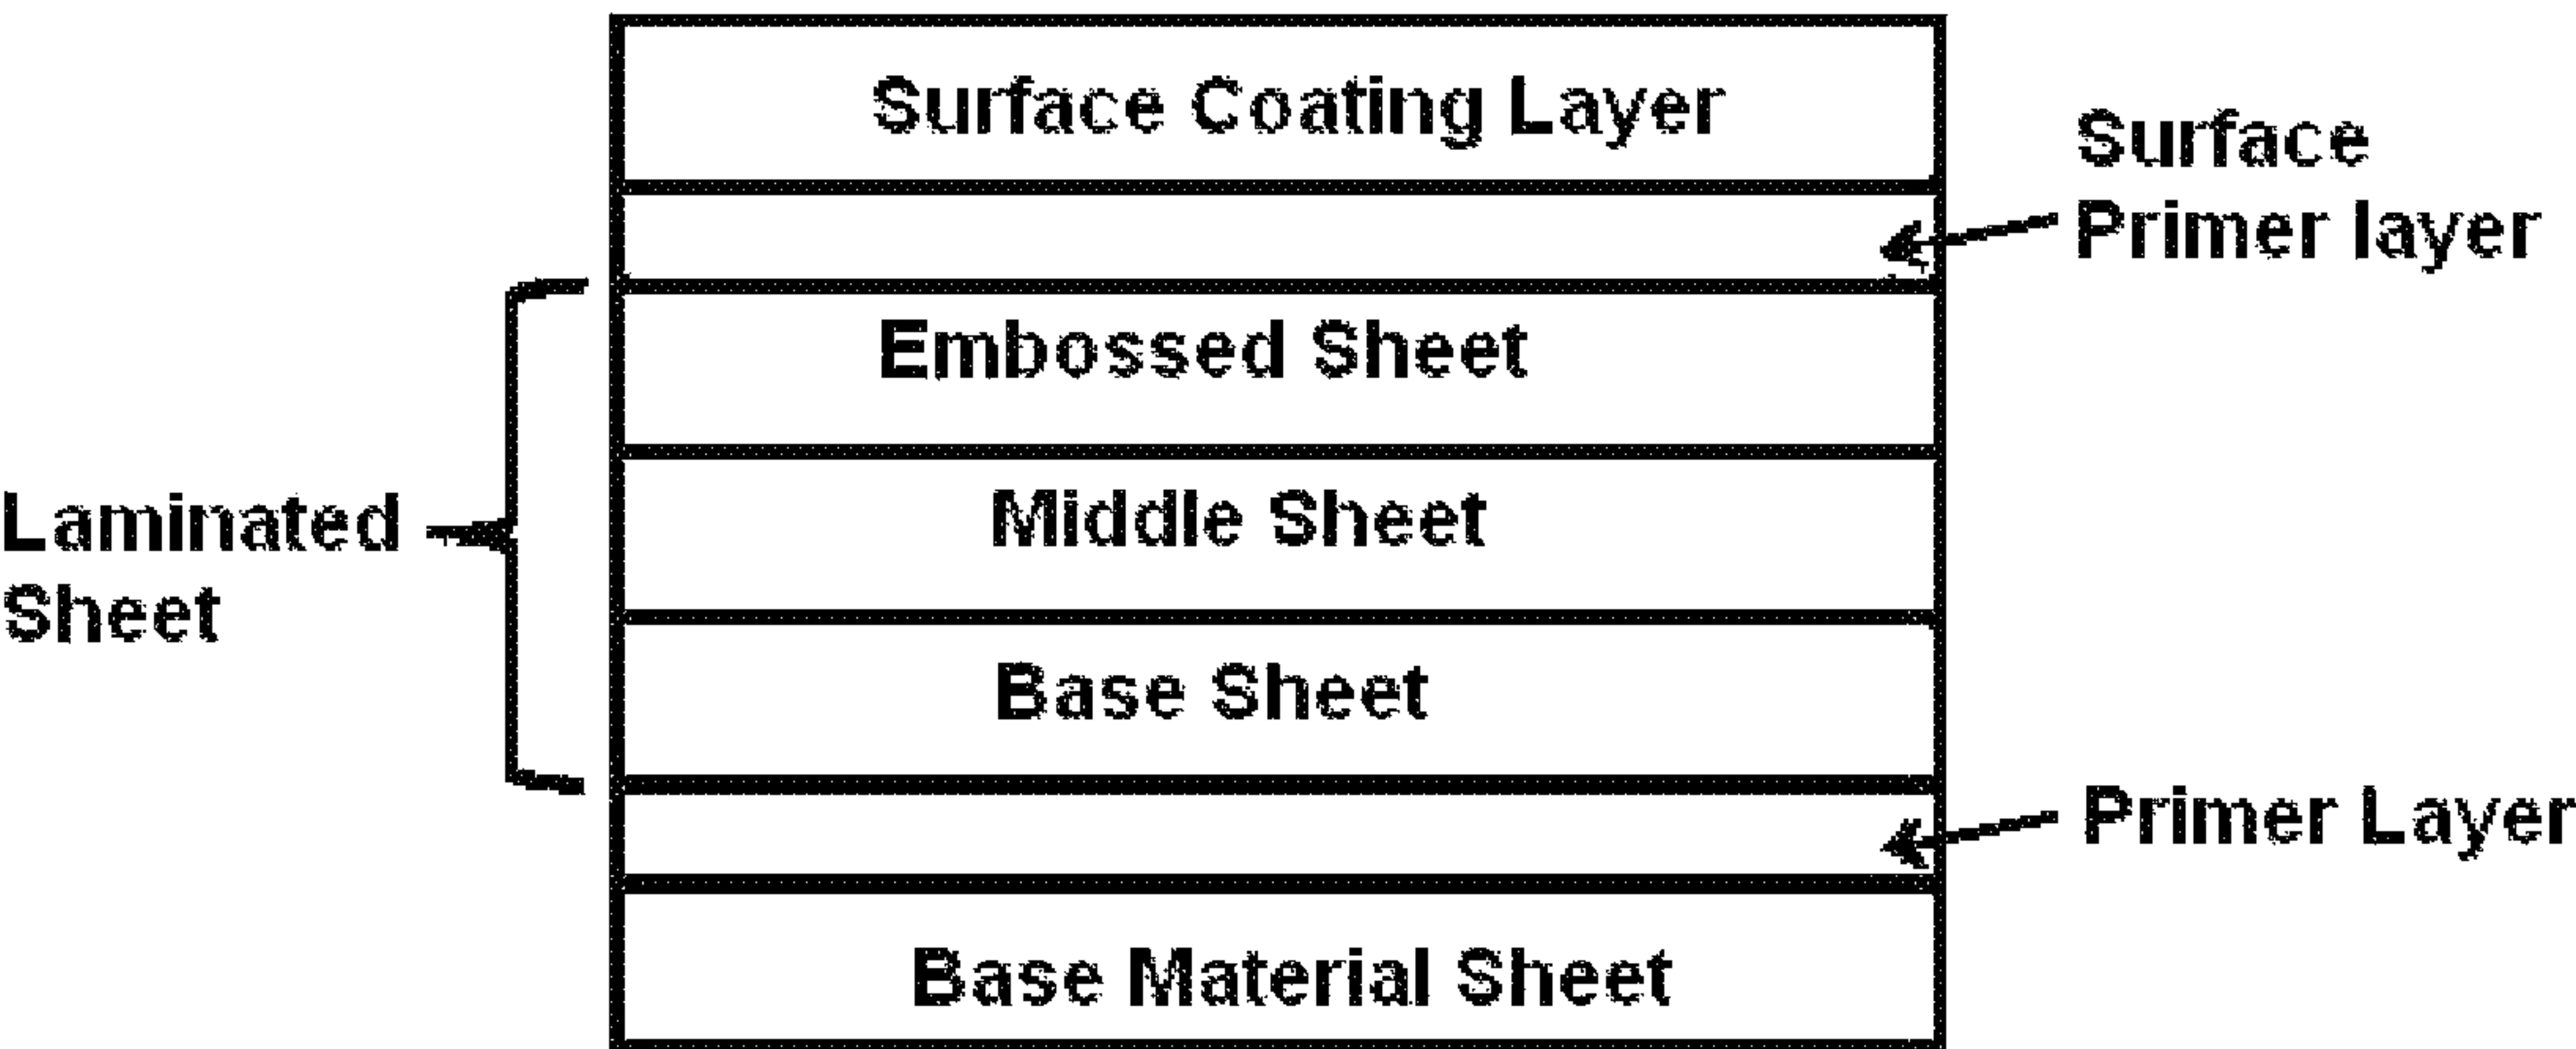 Surface Coating Layer
Surface
Primer layer
Embossed Sheet
Middle Sheet
Laminated
Sheet
Base Sheet
Primer Layer
Base Material Sheet